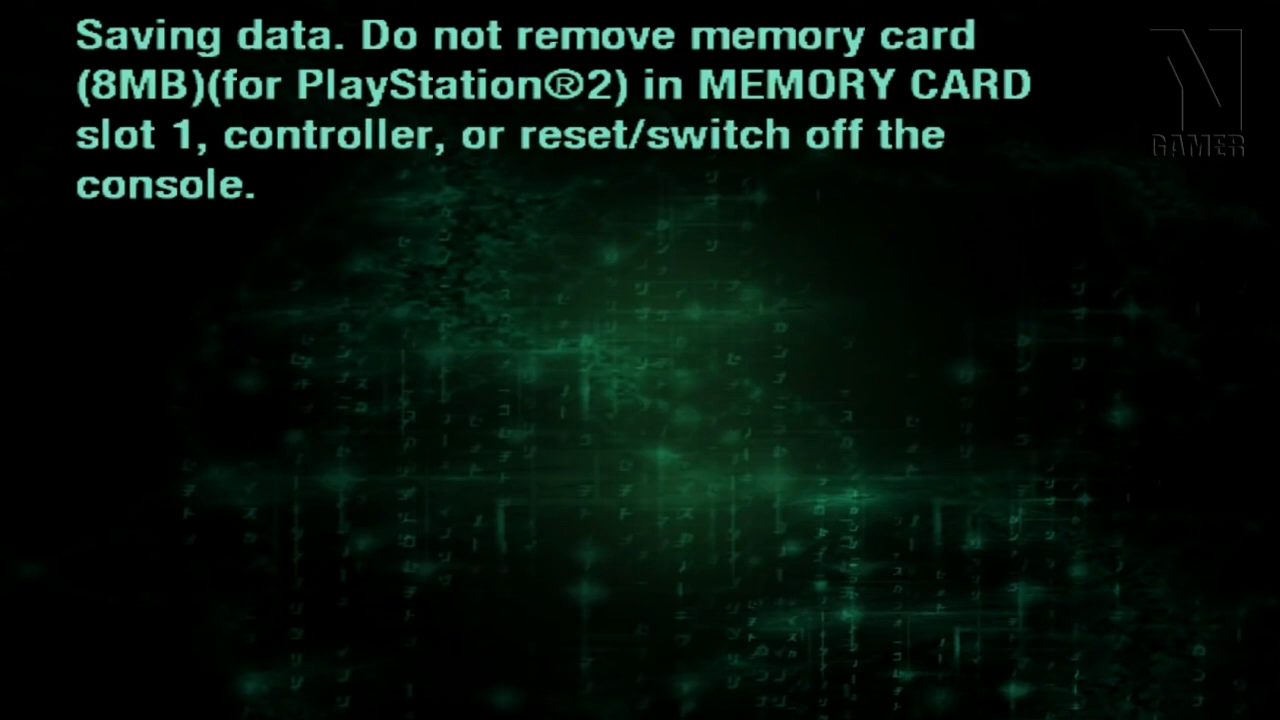 Saving data. Do not remove memory card
(8MB)(for PlayStation®2) in MEMORY CARD
slot 1, controller, or reset/switch off the
console.
N
GAMER